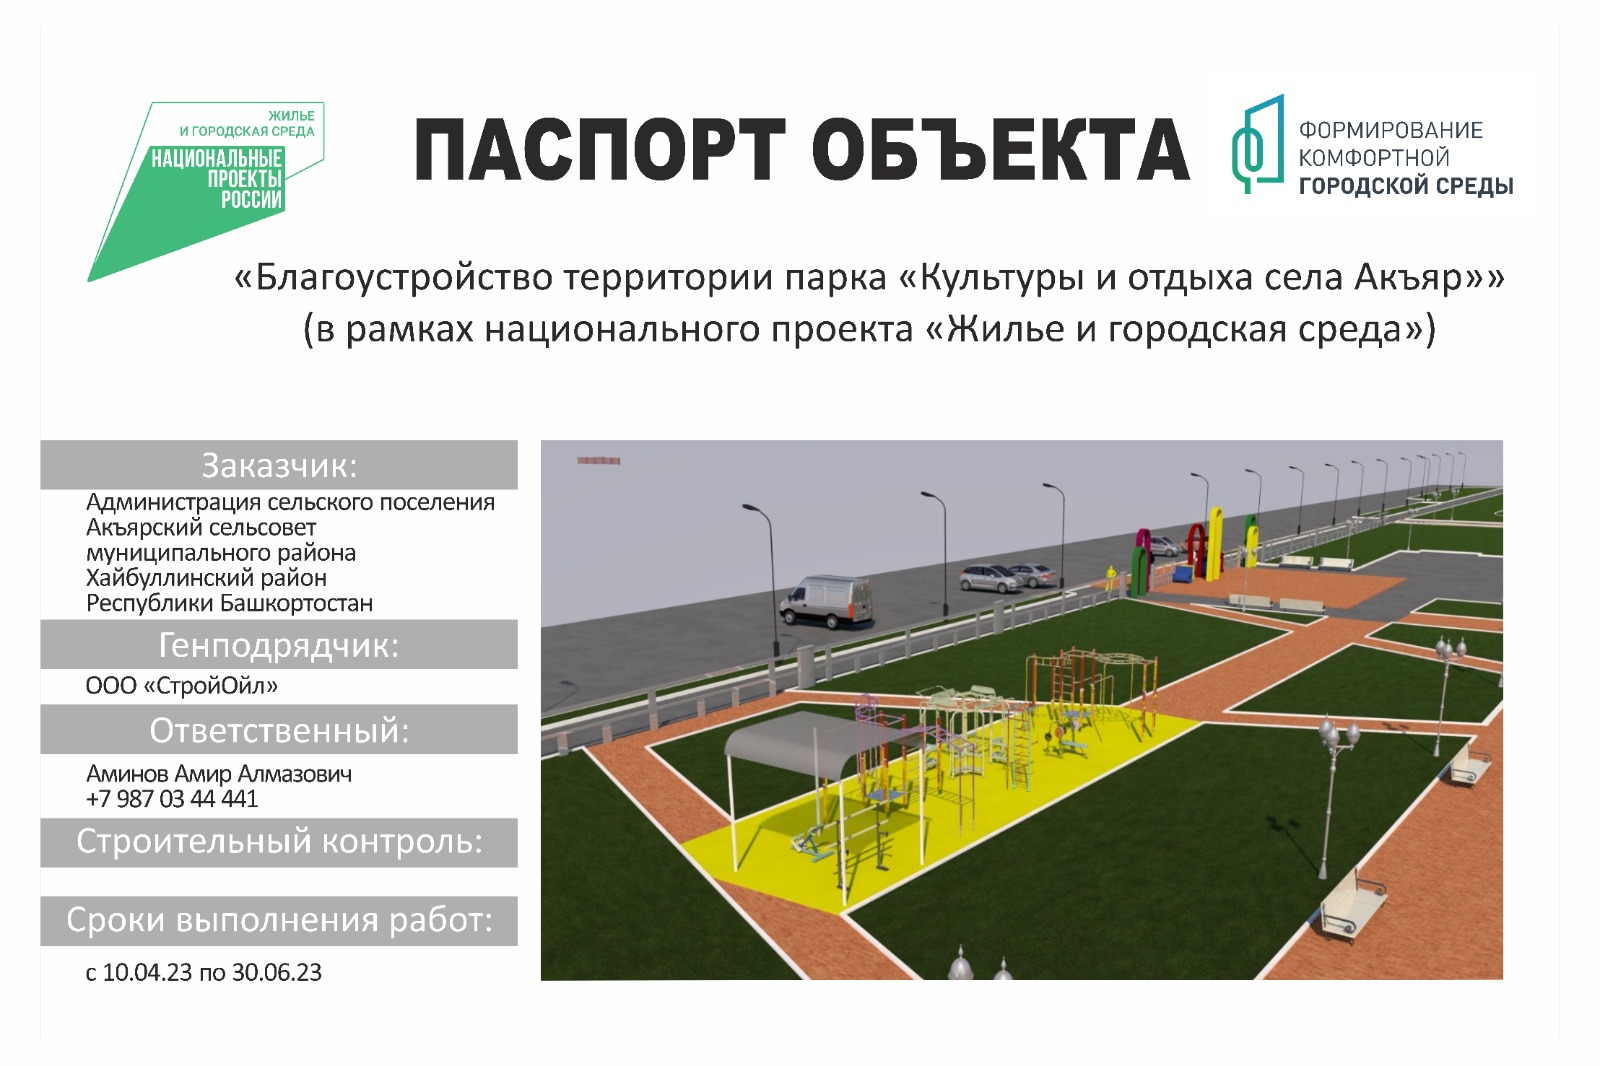 ЖИЛЬЕ
И ГОРОДСКАЯ СРЕДА
НАЦИОНАЛЬНЫЕ
ПРОЕКТЫ
РОССИИ
ПАСПОРТ ОБЪЕКТА
ФОРМИРОВАНИЕ
КОМФОРТНОЙ
ГОРОДСКОЙ СРЕДЫ
«Благоустройство территории парка «Культуры и отдыха села Акъяр»»
(в рамках национального проекта «Жилье и городская среда»)
Заказчик:
Администрация сельского поселения
Акъярский сельсовет
муниципального района
Хайбуллинский район
Республики Башкортостан
Генподрядчик:
ООО «СтройОйл»
Ответственный:
Аминов Амир Алмазович
+7 987 03 44 441
Строительный контроль:
Сроки выполнения работ:
с 10.04.23 по 30.06.23